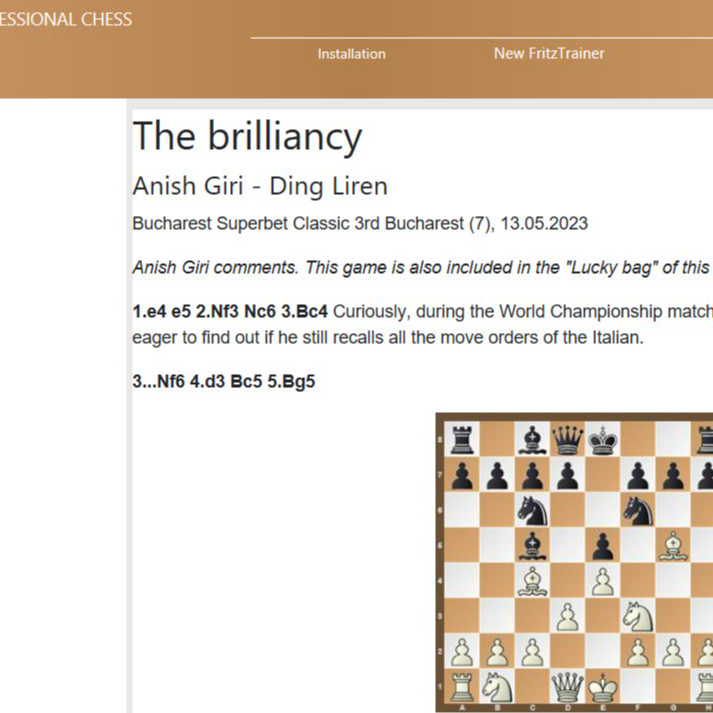 ESSIONAL CHESS
Installation New FritzTrainer
The brilliancy
Anish Giri - Ding Liren
Bucharest Superbet Classic 3rd Bucharest (7), 13.05.2023
Anish Giri comments. This game is also included in the "Lucky bag" of this
1.e4 e5 2.Nf3 Nc6 3.Bc4 Curiously, during the World Championship match
eager to find out if he still recalls all the move orders of the Italian.
3...Nf6 4.d3 Bc5 5.Bg5
8
7
6
5
4
3
2
1
A B C D E F G H